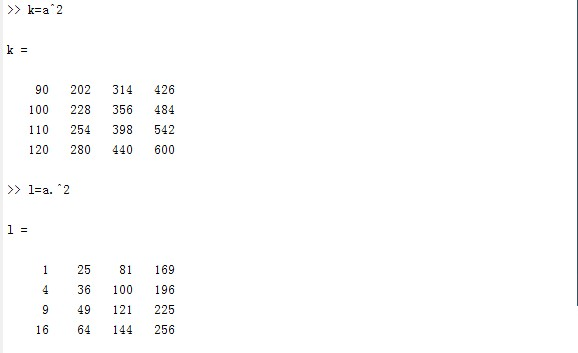 >> k=a^2
k =
90 202 314 426
100 228 356 484
110 254 398 542
120 280 440 600
>> l=a.^2
l =
1 25 81 169
4 36 100 196
9 49 121 225
16 64 144 256